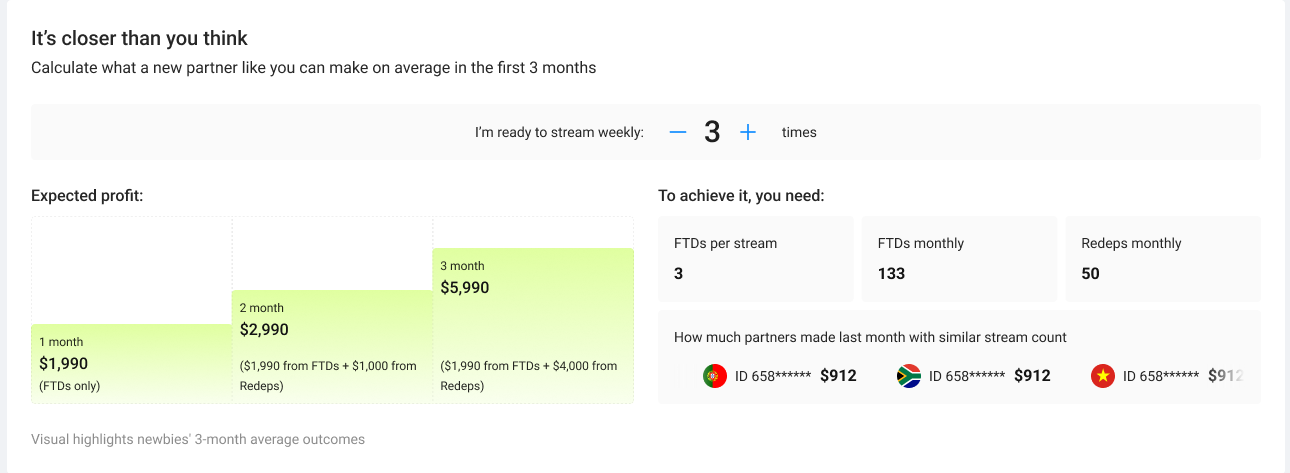 It’s closer than you think
Calculate what a new partner like you can make on average in the first 3 months
I’m ready to stream weekly: − 3 + times
Expected profit:
1 month
$1,990
(FTDs only)
2 month
$2,990
($1,990 from FTDs + $1,000 from
Redeps)
3 month
$5,990
($1,990 from FTDs + $4,000 from
Redeps)
To achieve it, you need:
FTDs per stream
3
FTDs monthly
133
Redeps monthly
50
How much partners made last month with similar stream count
ID 658****** $912
ID 658****** $912
ID 658****** $912
Visual highlights newbies' 3-month average outcomes